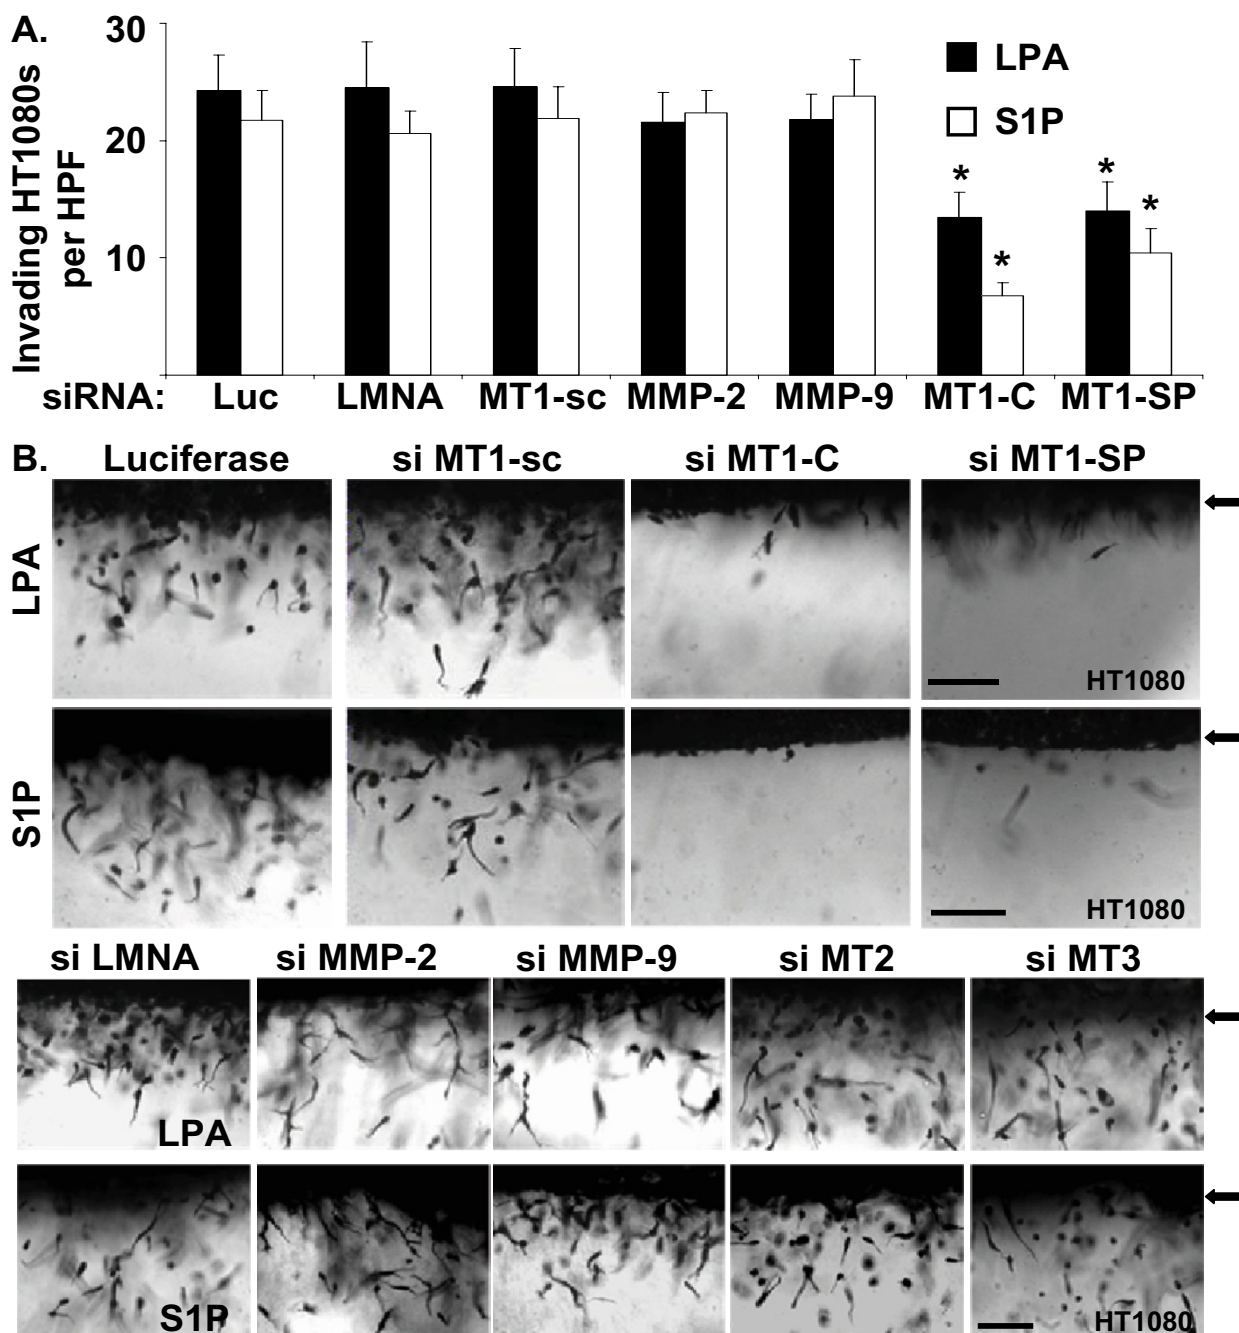 A.
Invading HT1080s
per HPF
30
20
10
LPA
S1P
*
*
*
*
siRNA: Luc LMNA MT1-sc MMP-2 MMP-9 MT1-C MT1-SP
B.
Luciferase si MT1-sc si MT1-C si MT1-SP
LPA
HT1080
S1P
HT1080
si LMNA si MMP-2 si MMP-9 si MT2 si MT3
LPA
S1P
HT1080